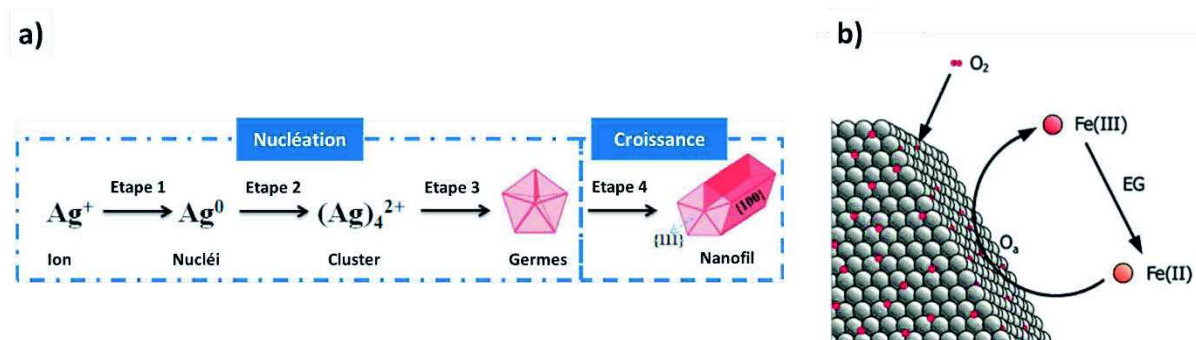 a)
Nucléation
Croissance
Etape 1
Etape 2
Etape 3
Etape 4
Ag⁺
Ag⁰
(Ag)₄²⁺
{111}
{100}
Ion
Nucléi
Cluster
Germes
Nanofil
b)
O₂
Fe(III)
EG
Oₐ
Fe(II)